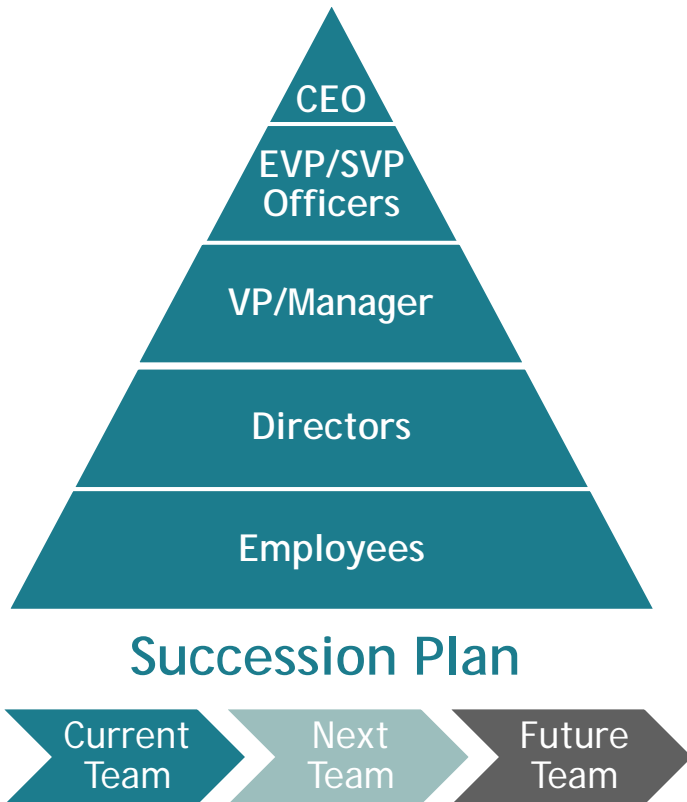 CEO
EVP/SVP
Officers
VP/Manager
Directors
Employees
Succession Plan
Current
Team
Next
Team
Future
Team